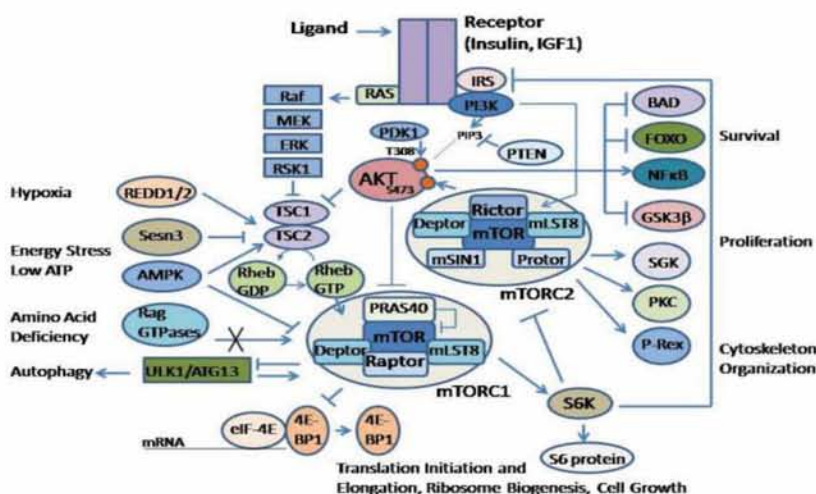 Ligand
Receptor
(Insulin, IGF1)
IRS
RAS
PI3K
Raf
MEK
ERK
RSK1
PDK1
T308
PIP3
PTEN
BAD
FOXO
NFκB
GSK3β
Survival
AKT
S473
Hypoxia
REDD1/2
TSC1
TSC2
Sesn3
Energy Stress
Low ATP
AMPK
Rheb
GDP
Rheb
GTP
Rictor
Deptor
mTOR
mLST8
mSIN1
Protor
mTORC2
Proliferation
SGK
PKC
P-Rex
Cytoskeleton
Organization
Amino Acid
Deficiency
Rag
GTPases
PRAS40
mTOR
Deptor
mLST8
Raptor
mTORC1
Autophagy
ULK1/ATG13
S6K
S6 protein
eIF-4E
4E-
BP1
4E-
BP1
mRNA
Translation Initiation and
Elongation, Ribosome Biogenesis, Cell Growth